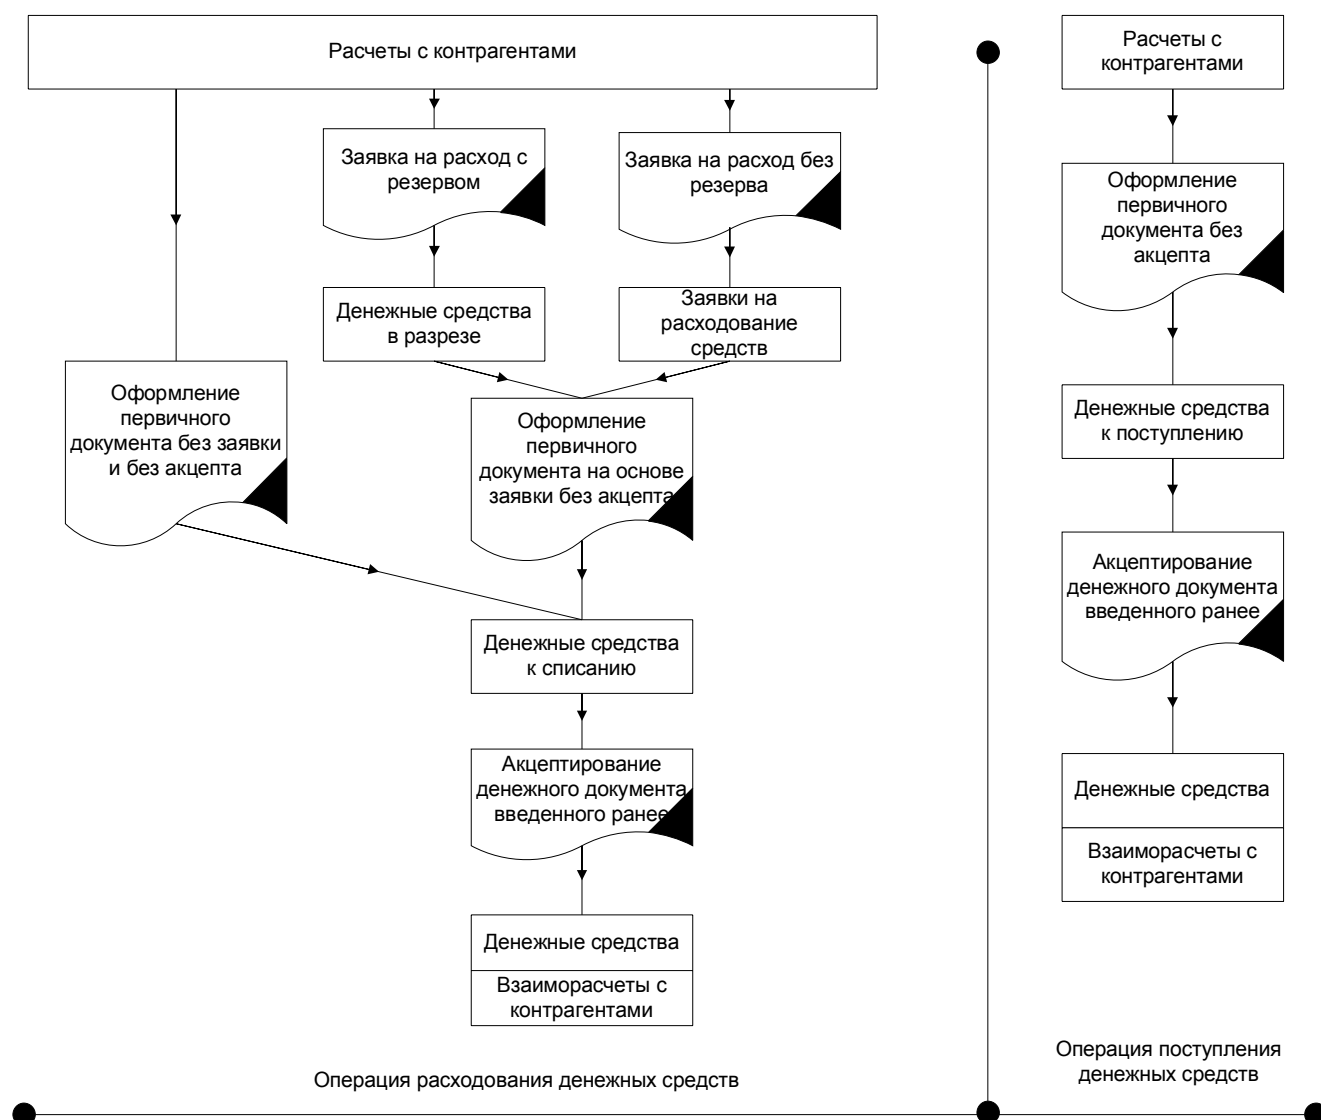 Расчеты с контрагентами
Заявка на расход с
резервом
Заявка на расход без
резерва
Денежные средства
в разрезе
Заявки на
расходование
средств
Оформление
первичного
документа без заявки
и без акцепта
Оформление
первичного
документа на основе
заявки без акцепта
Денежные средства
к списанию
Акцептирование
денежного документа
введенного ранее
Денежные средства
Взаиморасчеты с
контрагентами
Операция расходования денежных средств
Расчеты с
контрагентами
Оформление
первичного
документа без
акцепта
Денежные средства
к поступлению
Акцептирование
денежного документа
введенного ранее
Денежные средства
Взаиморасчеты с
контрагентами
Операция поступления
денежных средств